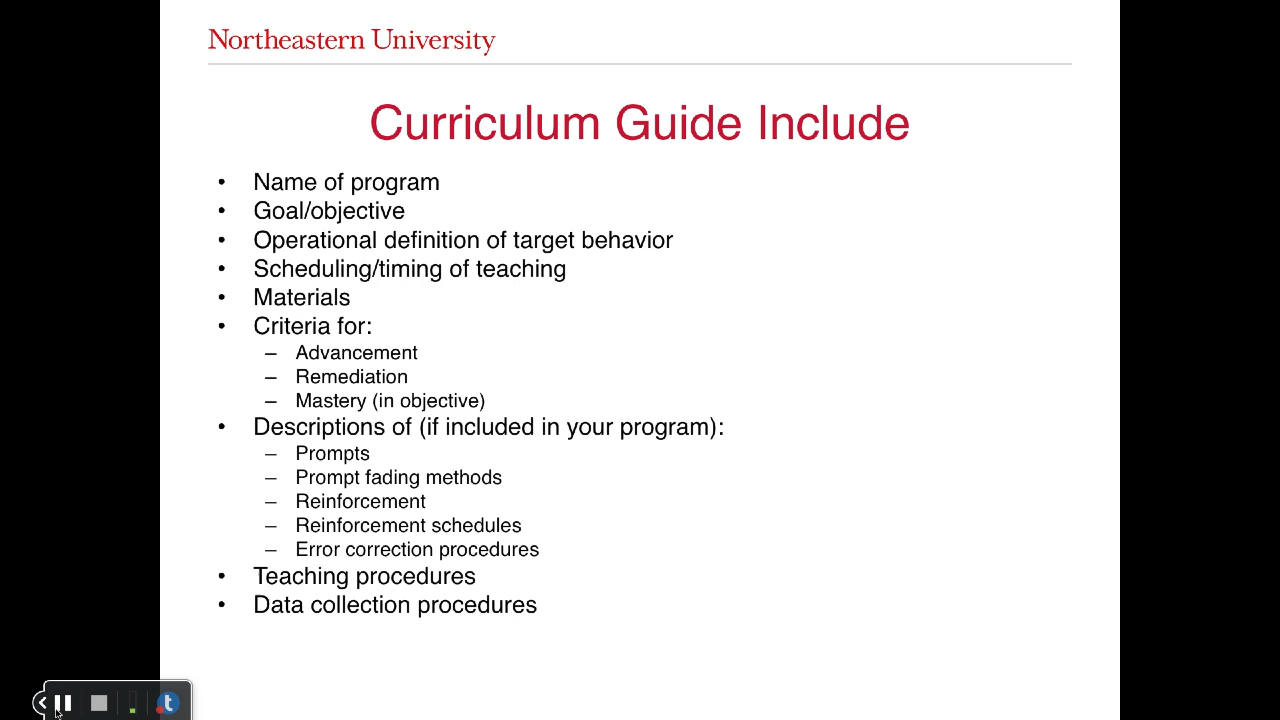 Northeastern University
Curriculum Guide Include
• Name of program
• Goal/objective
• Operational definition of target behavior
• Scheduling/timing of teaching
• Materials
• Criteria for:
– Advancement
– Remediation
– Mastery (in objective)
• Descriptions of (if included in your program):
– Prompts
– Prompt fading methods
– Reinforcement
– Reinforcement schedules
– Error correction procedures
• Teaching procedures
• Data collection procedures
t